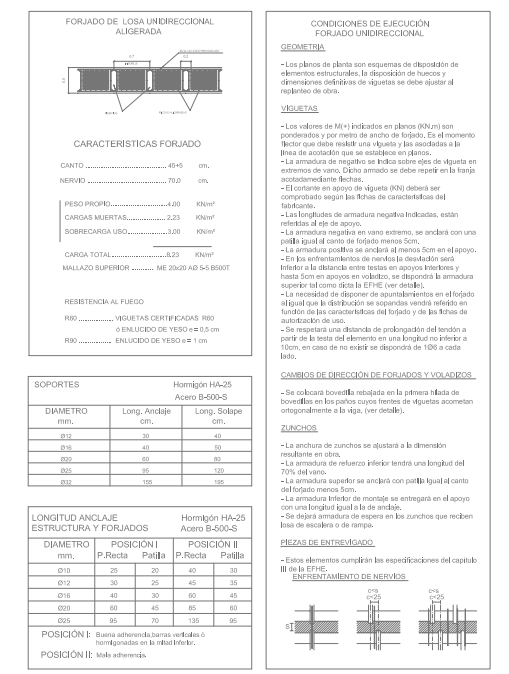 FORJADO DE LOSA UNIDIRECCIONAL
ALIGERADA
0,7
0,2
CARACTERÍSTICAS FORJADO
CANTO .............................. 45+5 cm.
NERVIO ............................. 70.0 cm.
PESO PROPIO...................4.00 KN/m²
CARGAS MUERTAS............2.23 KN/m²
SOBRECARGA USO............3.00 KN/m²
CARGA TOTAL...................8.23 KN/m²
MALLAZO SUPERIOR .......... ME 20x20 AØ 5-5 B500T
RESISTENCIA AL FUEGO
R60 ............. VIGUETAS CERTIFICADAS R60
ó ENLUCIDO DE YESO e= 0,5 cm
R90 ............. ENLUCIDO DE YESO e= 1 cm
SOPORTES Hormigón HA-25
Acero B-500-S
DIAMETRO Long. Anclaje Long. Solape
mm. cm. cm.
Ø12 30 40
Ø16 40 50
Ø20 60 80
Ø25 95 120
Ø32 155 195
LONGITUD ANCLAJE Hormigón HA-25
ESTRUCTURA Y FORJADOS Acero B-500-S
DIAMETRO POSICIÓN I POSICIÓN II
mm. P.Recta Patilla P.Recta Patilla
Ø10 25 20 40 30
Ø12 30 25 45 35
Ø16 40 30 60 45
Ø20 60 45 85 60
Ø25 95 70 135 95
POSICIÓN I: Buena adherencia,barras verticales ó
hormigonadas en la mitad inferior.
POSICIÓN II: Mala adherencia.
CONDICIONES DE EJECUCIÓN
FORJADO UNIDIRECCIONAL
GEOMETRIA
- Los planos de planta son esquemas de disposición de
elementos estructurales, la disposición de huecos y
dimensiones definitivas de viguetas se debe ajustar al
replanteo de obra.
VIGUETAS
- Los valores de M(+) indicados en planos (KN.m) son
ponderados y por metro de ancho de forjado. Es el momento
flector que debe resistir una vigueta y las asociadas a la
línea de acotación que se establece en planos.
- La armadura de negativo se indica sobre ejes de vigueta en
extremos de vano. Dicho armado se debe repetir en la franja
acotadamediante flechas.
- El cortante en apoyo de vigueta (KN) deberá ser
comprobado según las fichas de características del
fabricante.
- Las longitudes de armadura negativa indicadas, están
referidas al eje de apoyo.
- La armadura negativa en vano extremo, se anclará con una
patilla igual al canto de forjado menos 5cm.
- La armadura positiva se anclará al menos 5cm en el apoyo.
- En los enfrentamientos de nervios la desviación será
inferior a la distancia entre testas en apoyos interiores y
hasta 5cm en apoyos en voladizo, se dispondrá la armadura
superior tal como dicta la EFHE (ver detalle).
- La necesidad de disponer de apuntamientos en el forjado
al igual que la distribución se sopandas vendrá referido en
función de las características del forjado y de las fichas de
autorización de uso.
- Se respetará una distancia de prolongación del tendón a
partir de la testa del elemento en una longitud no inferior a
10cm, en caso de no existir se dispondrá de 1Ø6 a cada
lado.
CAMBIOS DE DIRECCIÓN DE FORJADOS Y VOLADIZOS
- Se colocará bovedilla rebajada en la primera hilada de
bovedillas en los paños cuyos frentes de viguetas acometan
ortogonalmente a la viga, (ver detalle).
ZUNCHOS
- La anchura de zunchos se ajustará a la dimensión
resultante en obra.
- La armadura de refuerzo inferior tendrá una longitud del
70% del vano.
- La armadura superior se anclará con patilla igual al canto
del forjado menos 5cm.
- La armadura inferior de montaje se entregará en el apoyo
con una longitud igual a la de anclaje.
- Se dejará armadura de espera en los zunchos que reciben
losa de escalera o de rampa.
PIEZAS DE ENTREVIGADO
- Estos elementos cumplirán las especificaciones del capítulo
III de la EFHE.
ENFRENTAMIENTO DE NERVIOS
c<s c<s
c<25 c<25
S